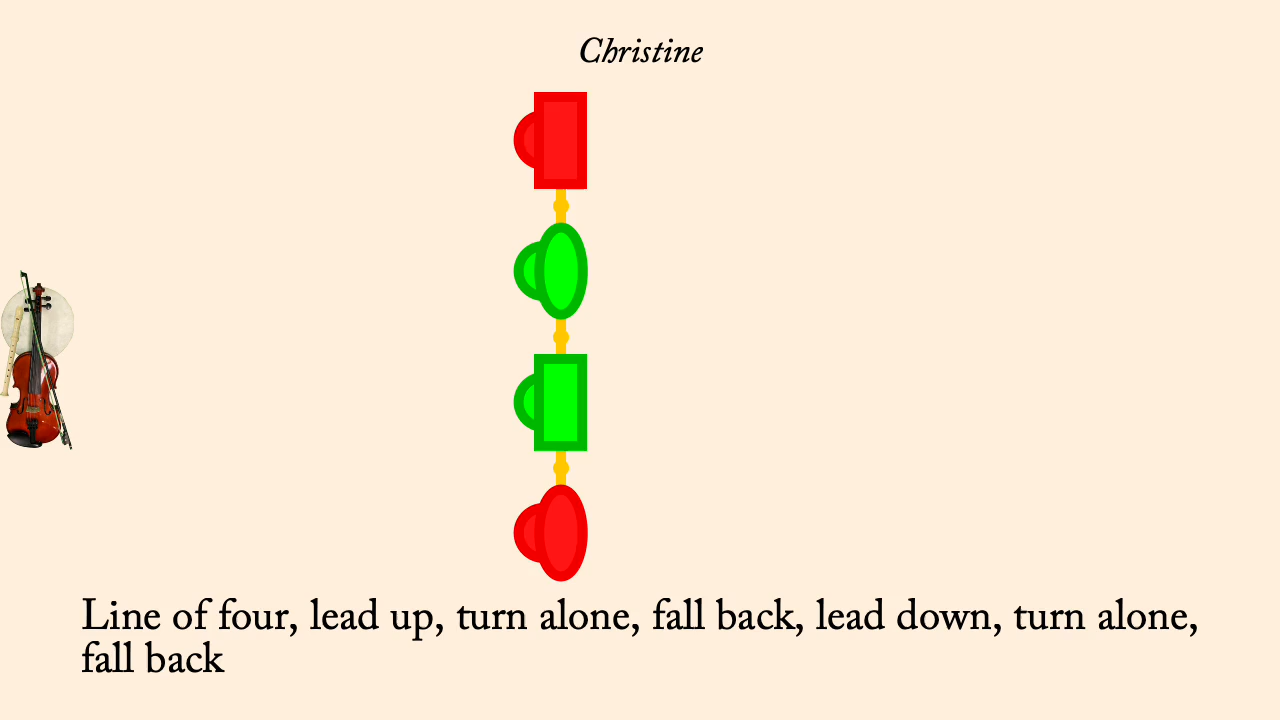 Christine
Line of four, lead up, turn alone, fall back, lead down, turn alone,
fall back